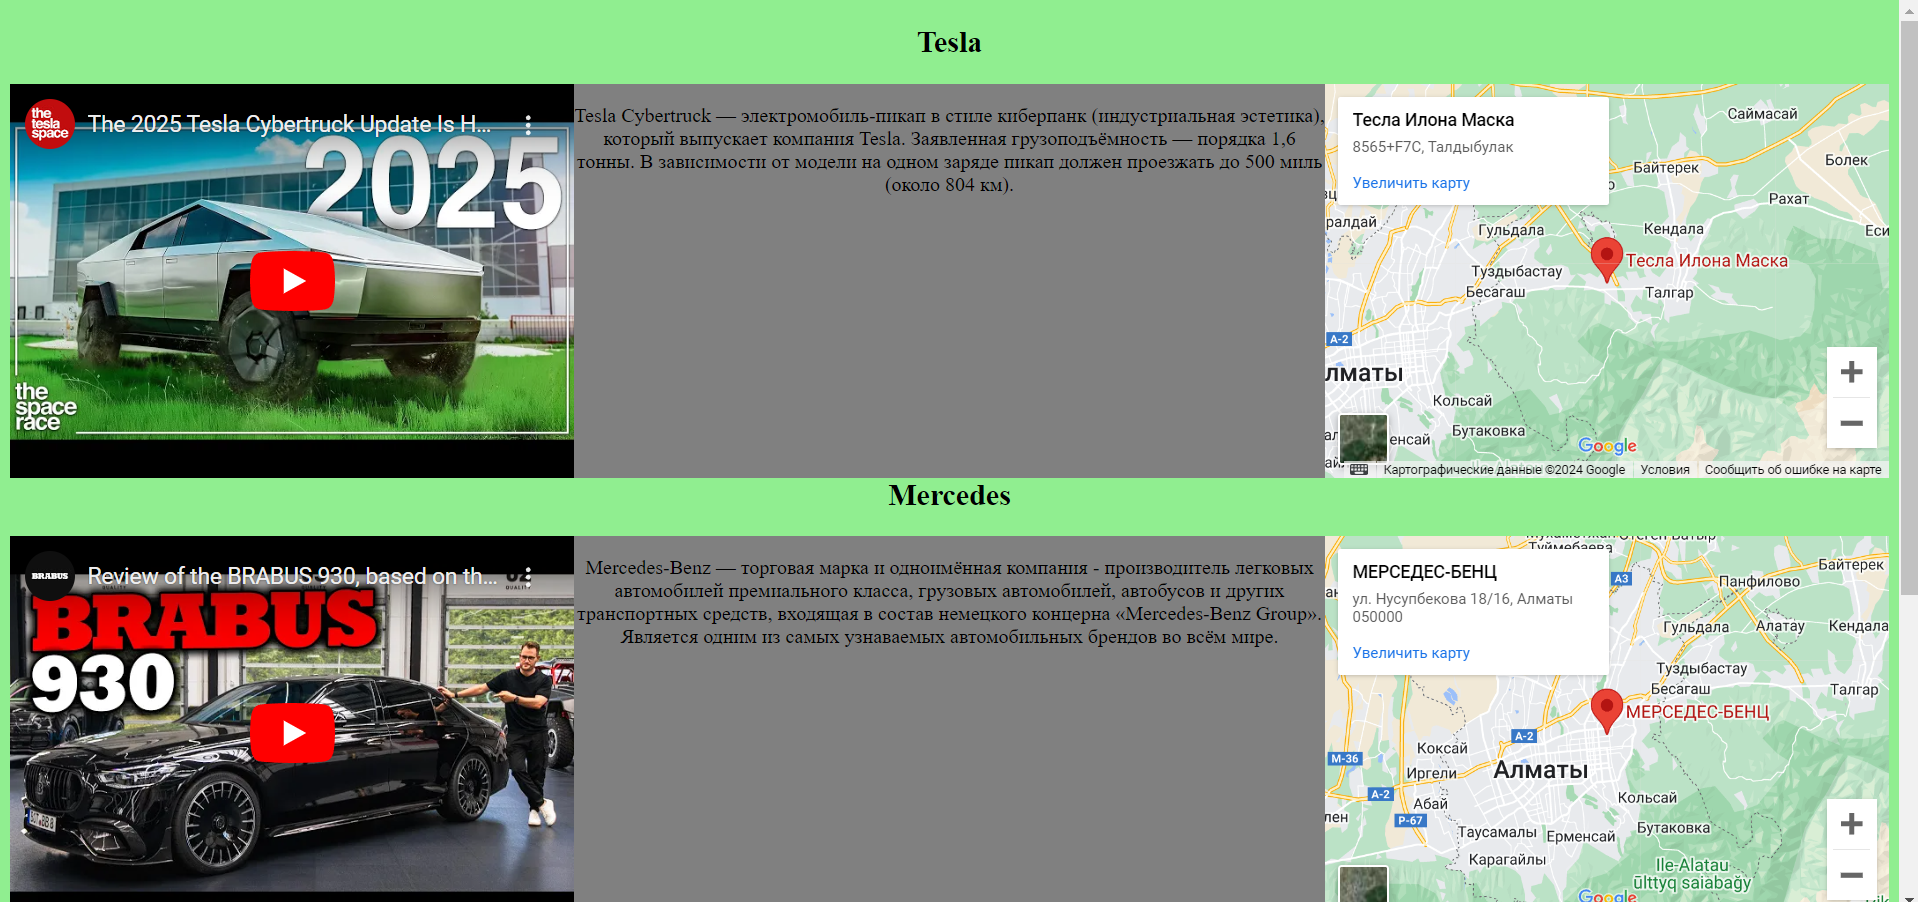 Tesla
the
tesla
space
The 2025 Tesla Cybertruck Update Is H...
2025
the
space
race
Tesla Cybertruck — электромобиль-пикап в стиле киберпанк (индустриальная эстетика),
который выпускает компания Tesla. Заявленная грузоподъёмность — порядка 1,6
тонны. В зависимости от модели на одном заряде пикап должен проезжать до 500 миль
(около 804 км).
Тесла Илона Маска
8565+F7C, Талдыбулак
Увеличить карту
Саймасай
Байтерек
Болек
Рахат
ралдай
Гульдала
Кендала
Еси
Туздыбастау
Тесла Илона Маска
Бесагаш
Талгар
A-2
лматы
Кольсай
Бутаковка
енсай
Google
Картографические данные ©2024 Google
Условия
Сообщить об ошибке на карте
Mercedes
BRABUS
Review of the BRABUS 930, based on th...
QUALITY
BRABUS
930
Mercedes-Benz — торговая марка и одноимённая компания - производитель легковых
автомобилей премиального класса, грузовых автомобилей, автобусов и других
транспортных средств, входящая в состав немецкого концерна «Mercedes-Benz Group».
Является одним из самых узнаваемых автомобильных брендов во всём мире.
МЕРСЕДЕС-БЕНЦ
ул. Нусупбекова 18/16, Алматы
050000
Увеличить карту
Туймебаева
Байтерек
A3
Панфилово
Гульдала
Алатау
Кендала
Туздыбастау
Бесагаш
Талгар
МЕРСЕДЕС-БЕНЦ
A-2
Коксай
M-36
Иргели
Алматы
A-2
Абай
Кольсай
лен
P-67
Таусамалы
Ерменсай
Бутаковка
Карагайлы
Ile-Alatau
ūlttyq saiabağy
Google